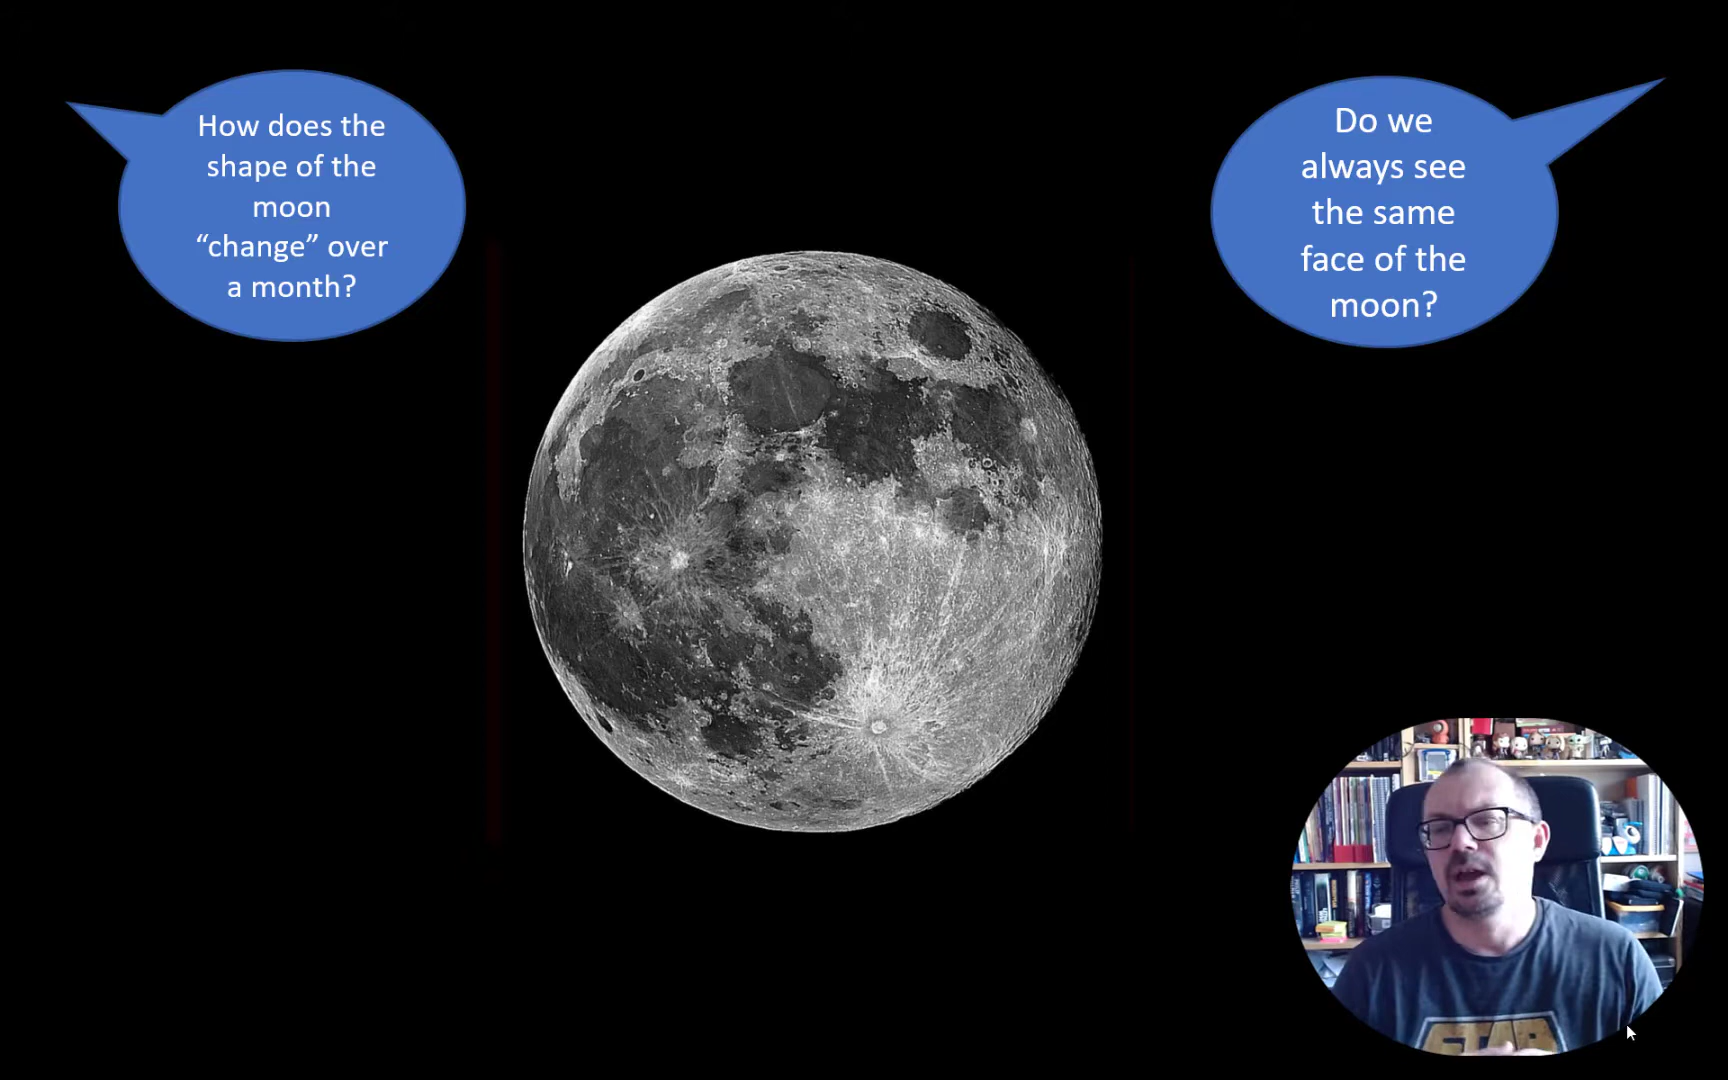 How does the
shape of the
moon
“change” over
a month?
Do we
always see
the same
face of the
moon?
STAR